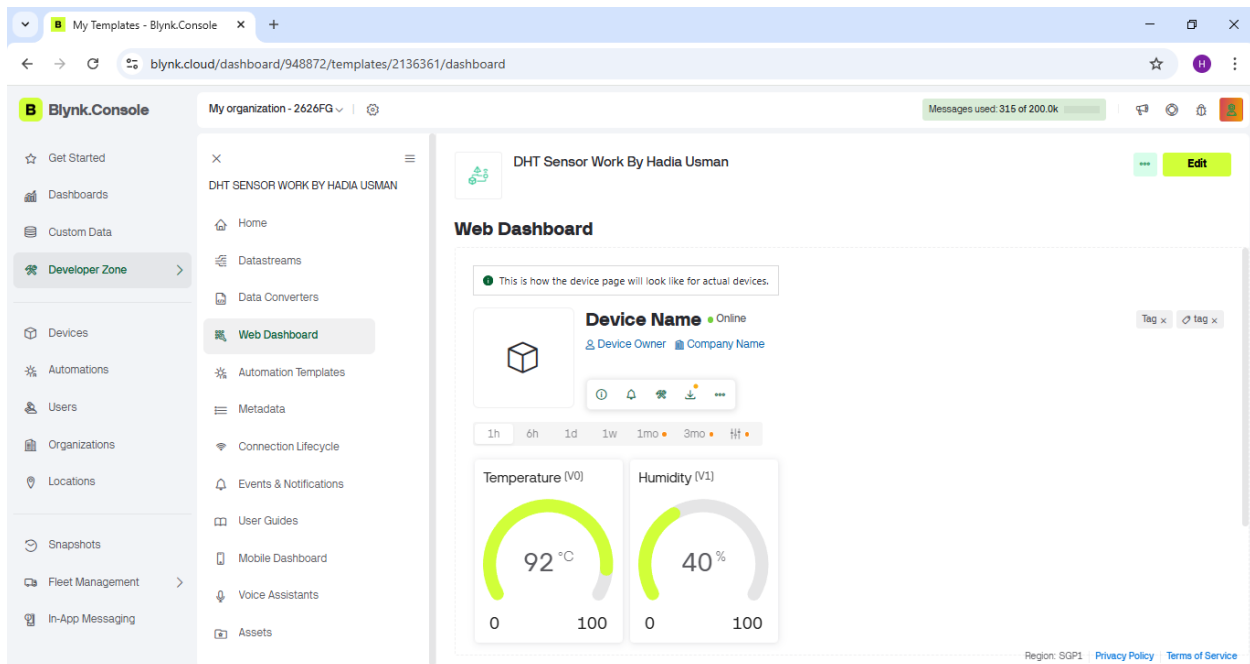 B My Templates - Blynk.Console
blynk.cloud/dashboard/948872/templates/2136361/dashboard
H
B Blynk.Console
My organization - 2626FG
Messages used: 315 of 200.0k
Get Started
Dashboards
Custom Data
Developer Zone
Devices
Automations
Users
Organizations
Locations
Snapshots
Fleet Management
In-App Messaging
DHT SENSOR WORK BY HADIA USMAN
Home
Datastreams
Data Converters
Web Dashboard
Automation Templates
Metadata
Connection Lifecycle
Events & Notifications
User Guides
Mobile Dashboard
Voice Assistants
Assets
DHT Sensor Work By Hadia Usman
Edit
Web Dashboard
This is how the device page will look like for actual devices.
Device Name Online
Device Owner Company Name
Tag × tag ×
1h 6h 1d 1w 1mo 3mo
Temperature (V0)
92 °C
0 100
Humidity (V1)
40 %
0 100
Region: SGP1 Privacy Policy Terms of Service